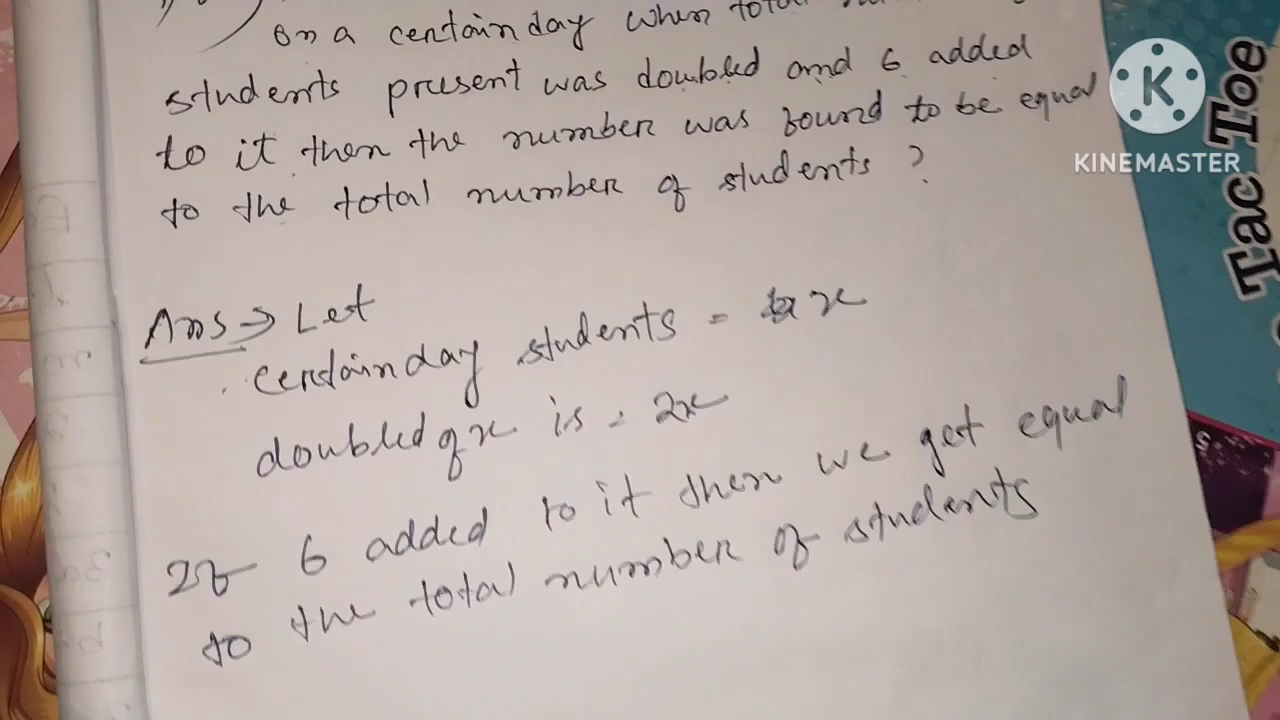 on a certain day when total
students present was doubled and 6 added
to it then the number was found to be equal
to the total number of students ?
Ans → Let
certain day students = x
doubled of x is = 2x
If 6 added to it then we get equal
to the total number of students
K
KINEMASTER
Tac Toe
5